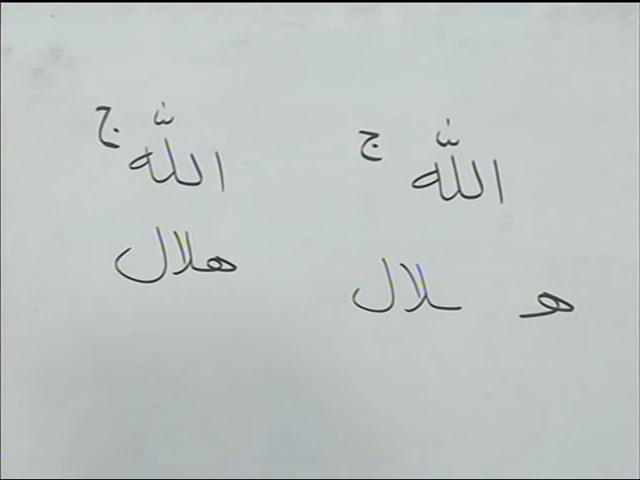 الله ج
الله ج
هـ ـلال
هلال